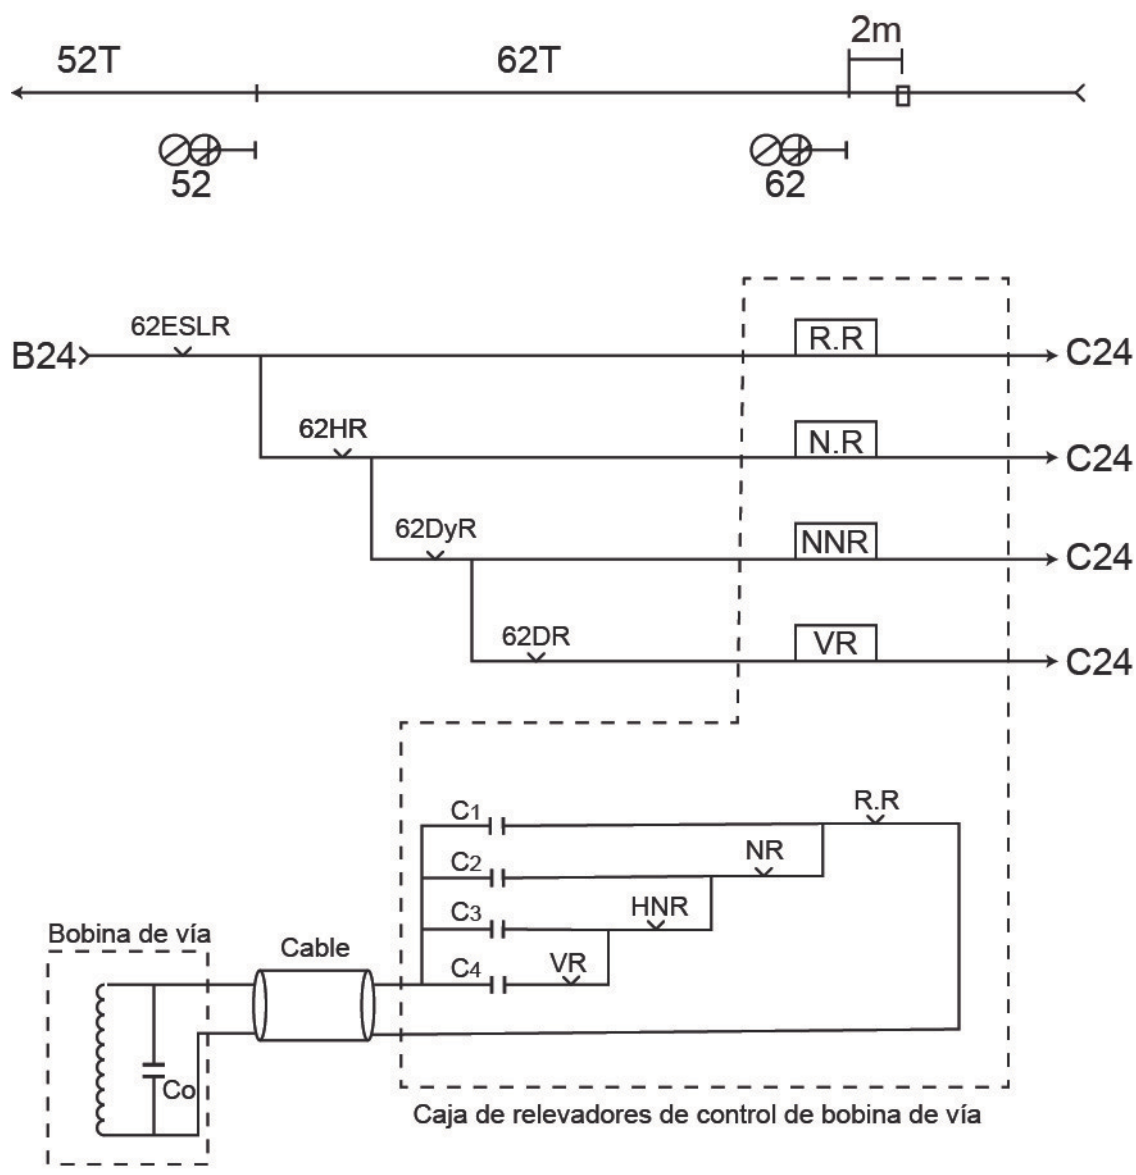 2m
52T 62T
52 62
62ESLR
B24 R.R C24
62HR
N.R C24
62DyR
NNR C24
62DR
VR C24
R.R
C1
NR
C2
HNR
C3
Bobina de vía
Cable
VR
C4
Co
Caja de relevadores de control de bobina de vía